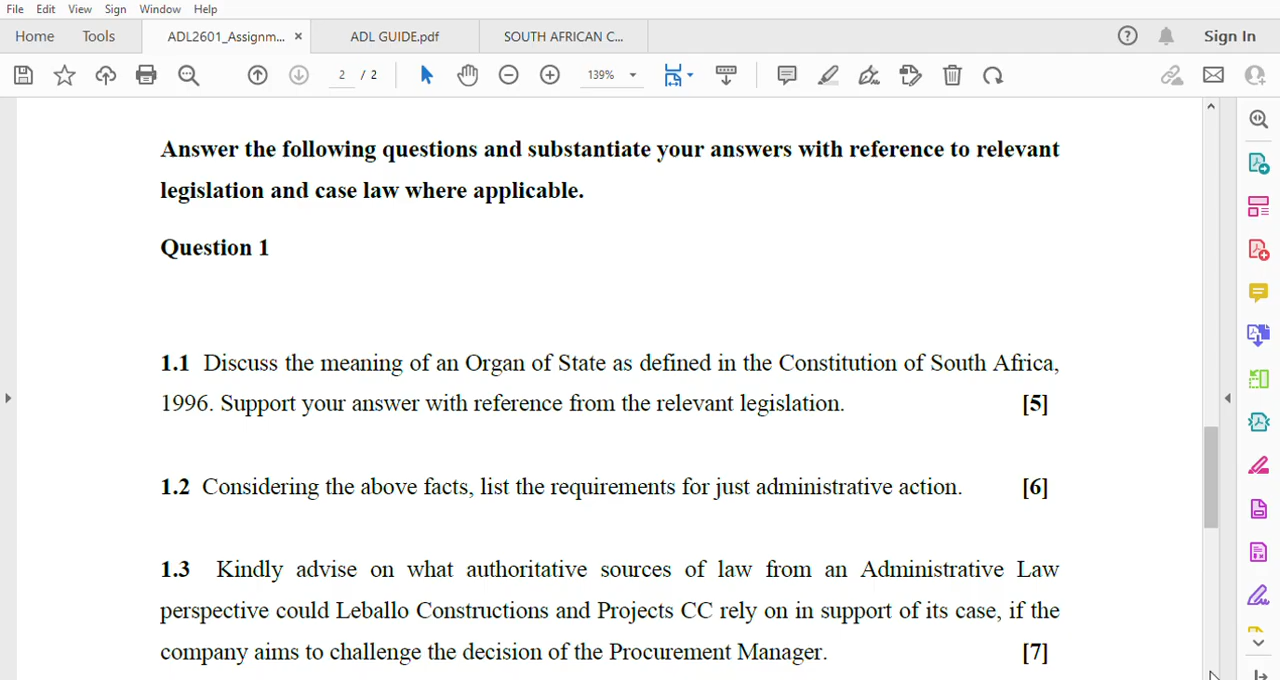 File Edit View Sign Window Help
Home Tools ADL2601_Assignm... × ADL GUIDE.pdf SOUTH AFRICAN C... Sign In
2 / 2 139%
Answer the following questions and substantiate your answers with reference to relevant
legislation and case law where applicable.
Question 1
1.1 Discuss the meaning of an Organ of State as defined in the Constitution of South Africa,
1996. Support your answer with reference from the relevant legislation. [5]
1.2 Considering the above facts, list the requirements for just administrative action. [6]
1.3 Kindly advise on what authoritative sources of law from an Administrative Law
perspective could Leballo Constructions and Projects CC rely on in support of its case, if the
company aims to challenge the decision of the Procurement Manager. [7]